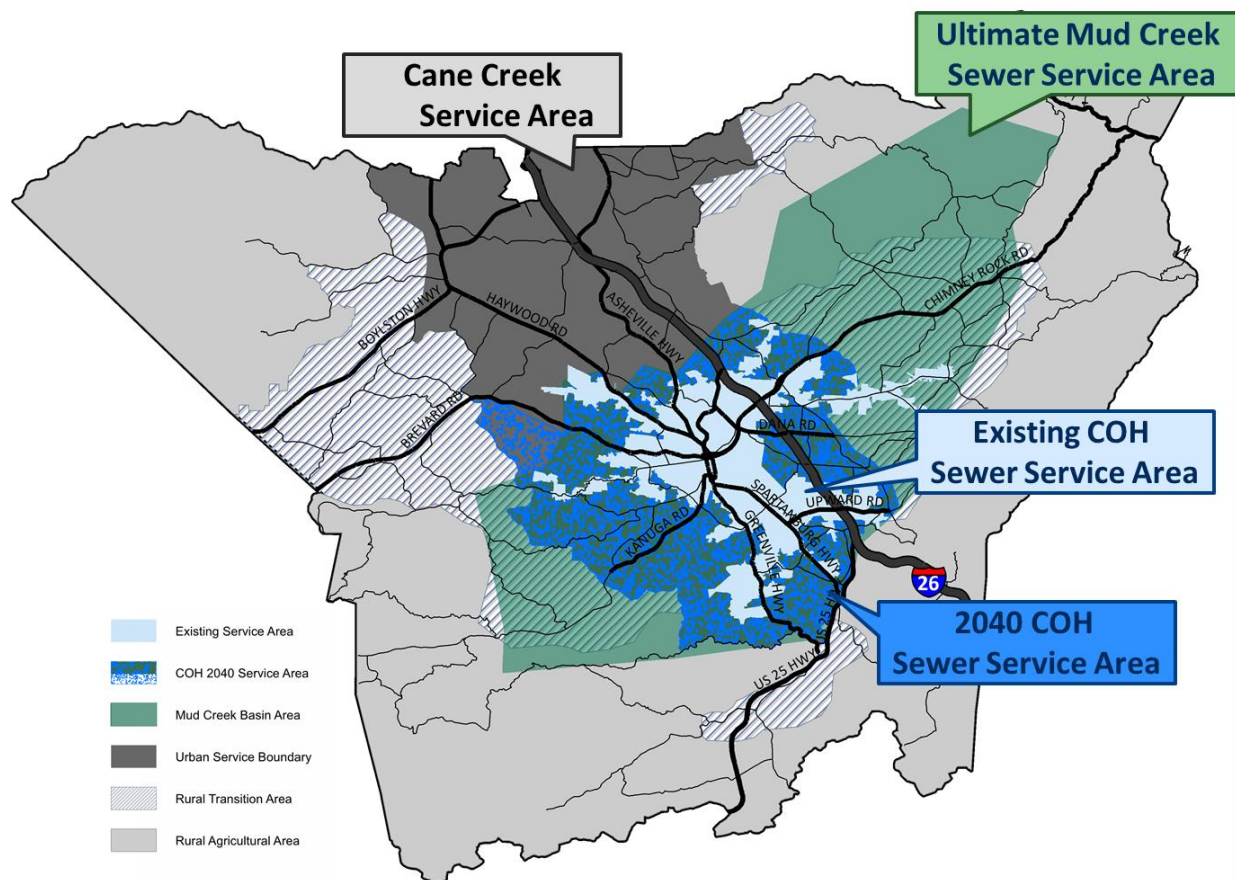 Ultimate Mud Creek
Sewer Service Area
Cane Creek
Service Area
CHIMNEY ROCK RD
BOYLSTON HWY
HAYWOOD RD
ASHEVILLE HWY
BREVARD RD
DANA RD
Existing COH
Sewer Service Area
UPWARD RD
SPARTANBURG HWY
KANUGA RD
GREENVILLE HWY
26
US 25 H
2040 COH
Sewer Service Area
US 25 HWY
Existing Service Area
COH 2040 Service Area
Mud Creek Basin Area
Urban Service Boundary
Rural Transition Area
Rural Agricultural Area